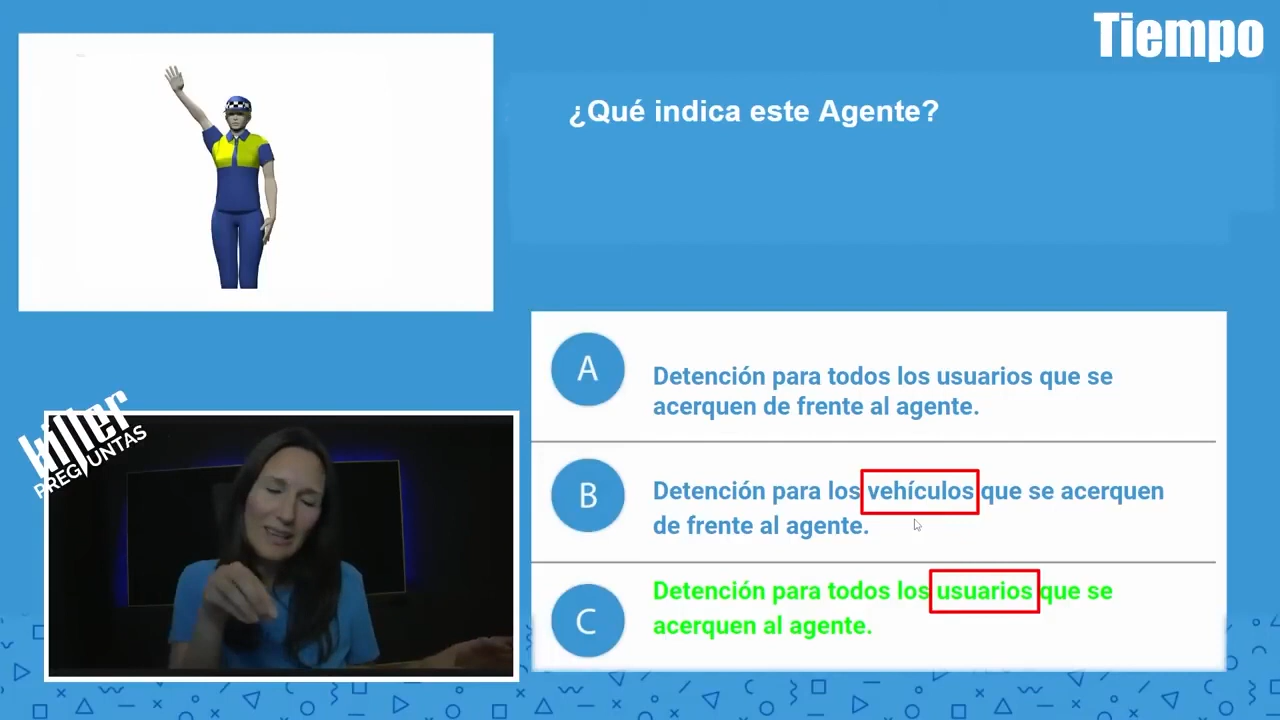 Tiempo
¿Qué indica este Agente?
A
Detención para todos los usuarios que se
acerquen de frente al agente.
B
Detención para los vehículos que se acerquen
de frente al agente.
C
Detención para todos los usuarios que se
acerquen al agente.
killer
PREGUNTAS